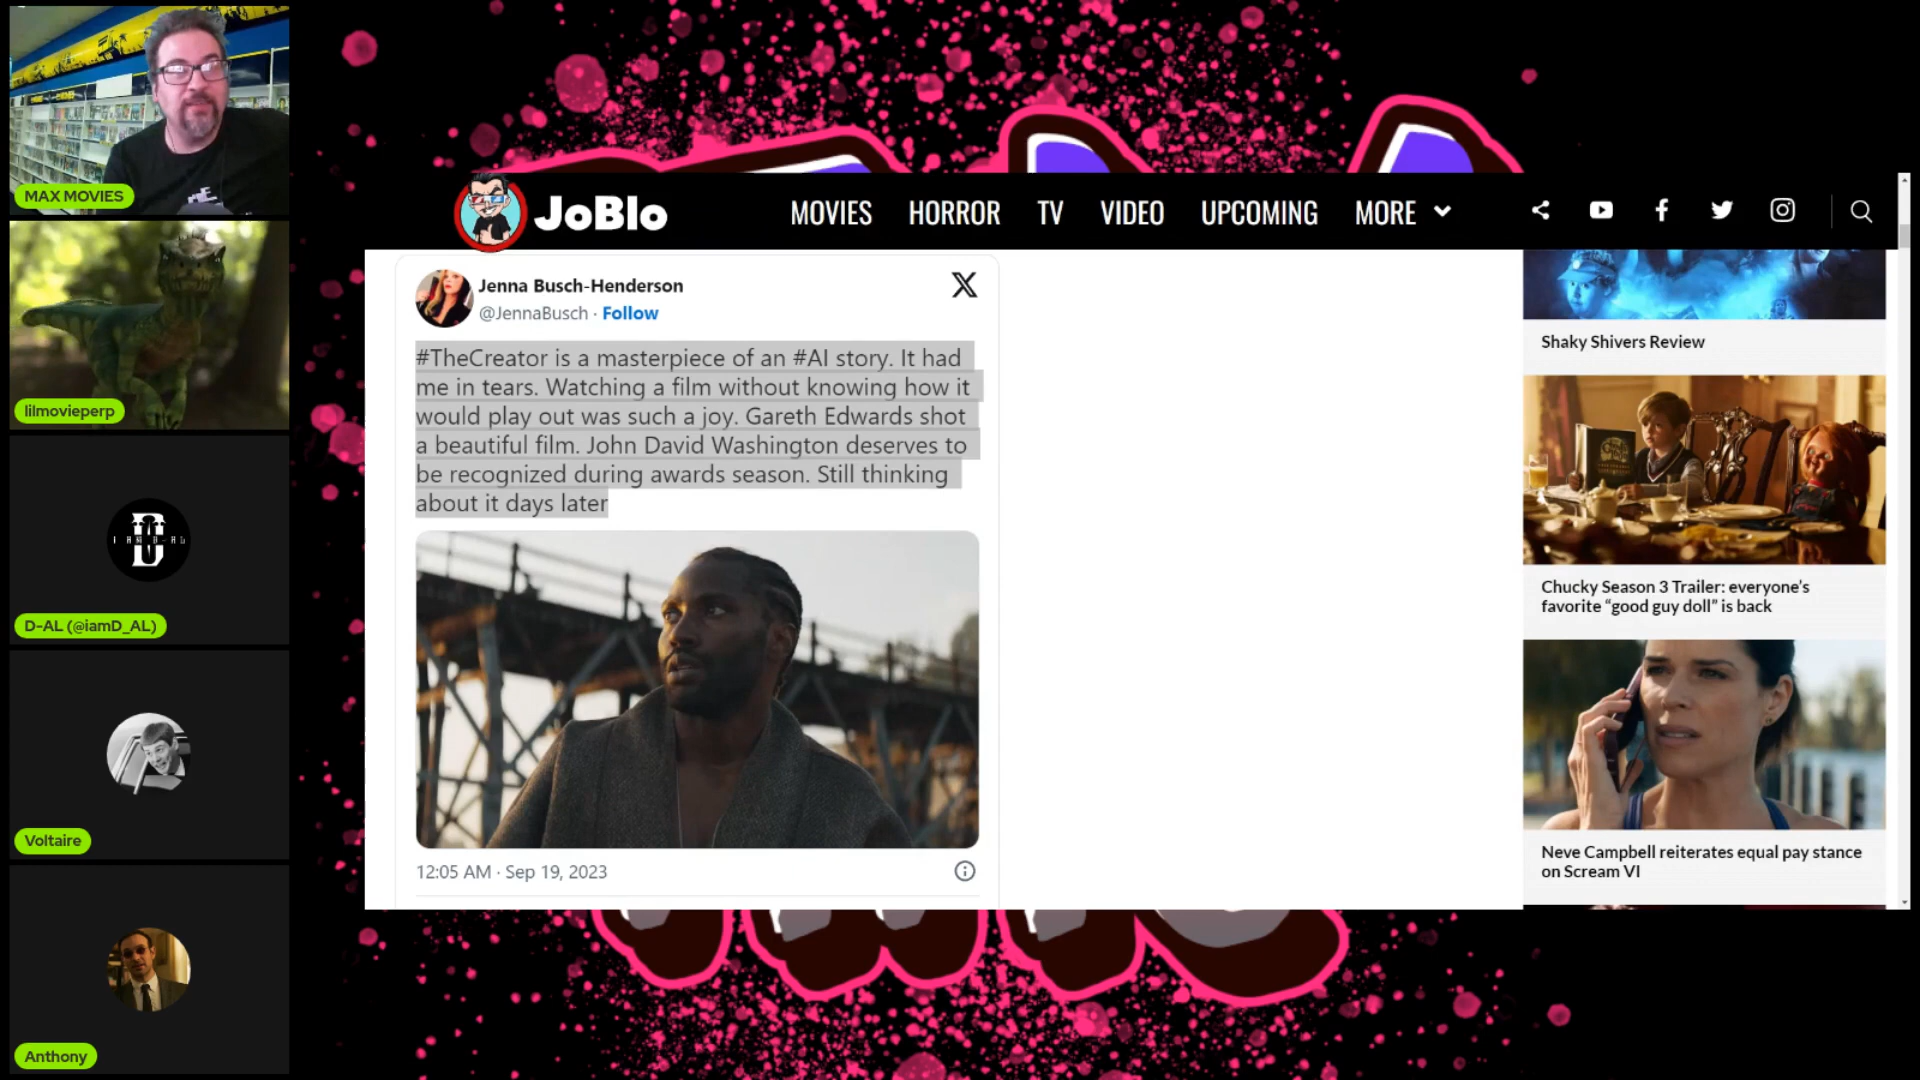 MAX MOVIES
lilmovieperp
I AM D-AL
D-AL (@iamD_AL)
Voltaire
Anthony
JoBlo
MOVIES HORROR TV VIDEO UPCOMING MORE
Jenna Busch-Henderson
@JennaBusch · Follow
#TheCreator is a masterpiece of an #AI story. It had
me in tears. Watching a film without knowing how it
would play out was such a joy. Gareth Edwards shot
a beautiful film. John David Washington deserves to
be recognized during awards season. Still thinking
about it days later
12:05 AM · Sep 19, 2023
Shaky Shivers Review
Chucky Season 3 Trailer: everyone’s
favorite “good guy doll” is back
Neve Campbell reiterates equal pay stance
on Scream VI